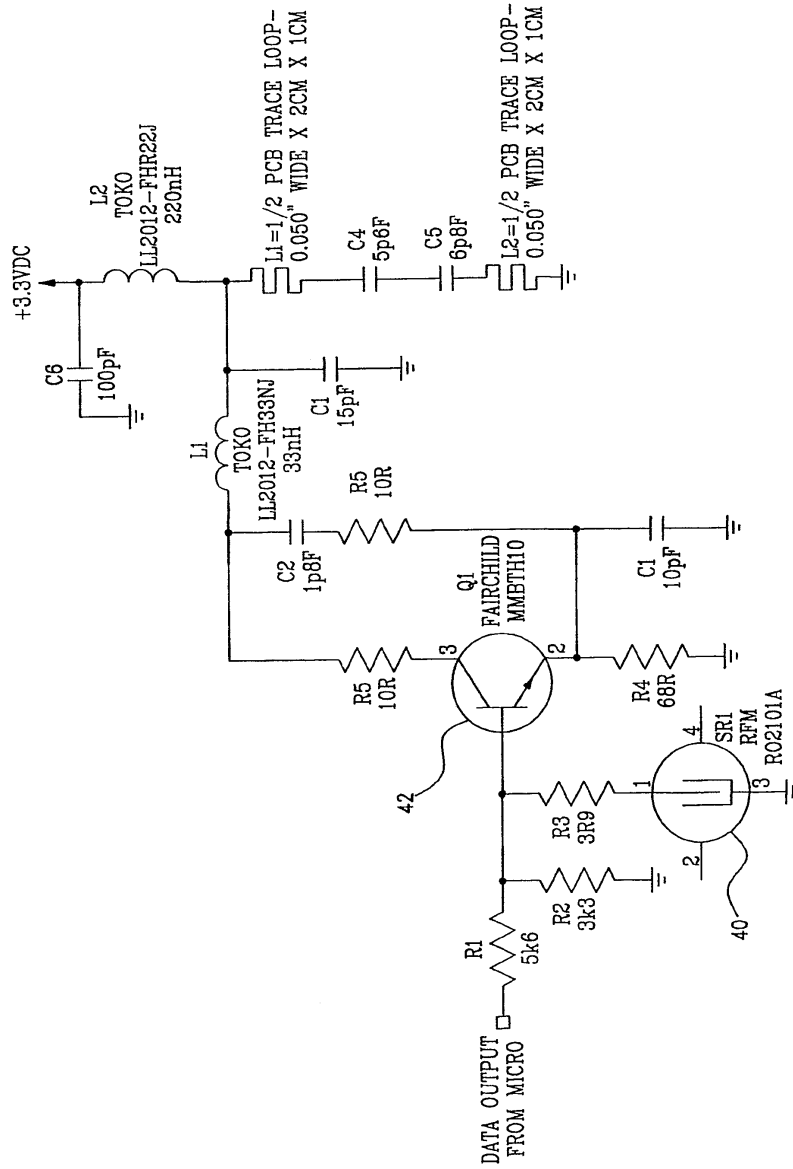 +3.3VDC
C6
100pF
L2
TOKO
LL2012-FHR22J
220nH
L1
TOKO
LL2012-FH33NJ
33nH
L1=1/2 PCB TRACE LOOP-
0.050" WIDE X 2CM X 1CM
C1
15pF
C4
5p6F
C5
6p8F
L2=1/2 PCB TRACE LOOP-
0.050" WIDE X 2CM X 1CM
C2
1p8F
R5
10R
R5
10R
3
Q1
FAIRCHILD
MMBTH10
2
42
C1
10pF
R4
68R
DATA OUTPUT
FROM MICRO
R1
5k6
R2
3k3
R3
3R9
1
2
4
3
SR1
RFM
RO2101A
40